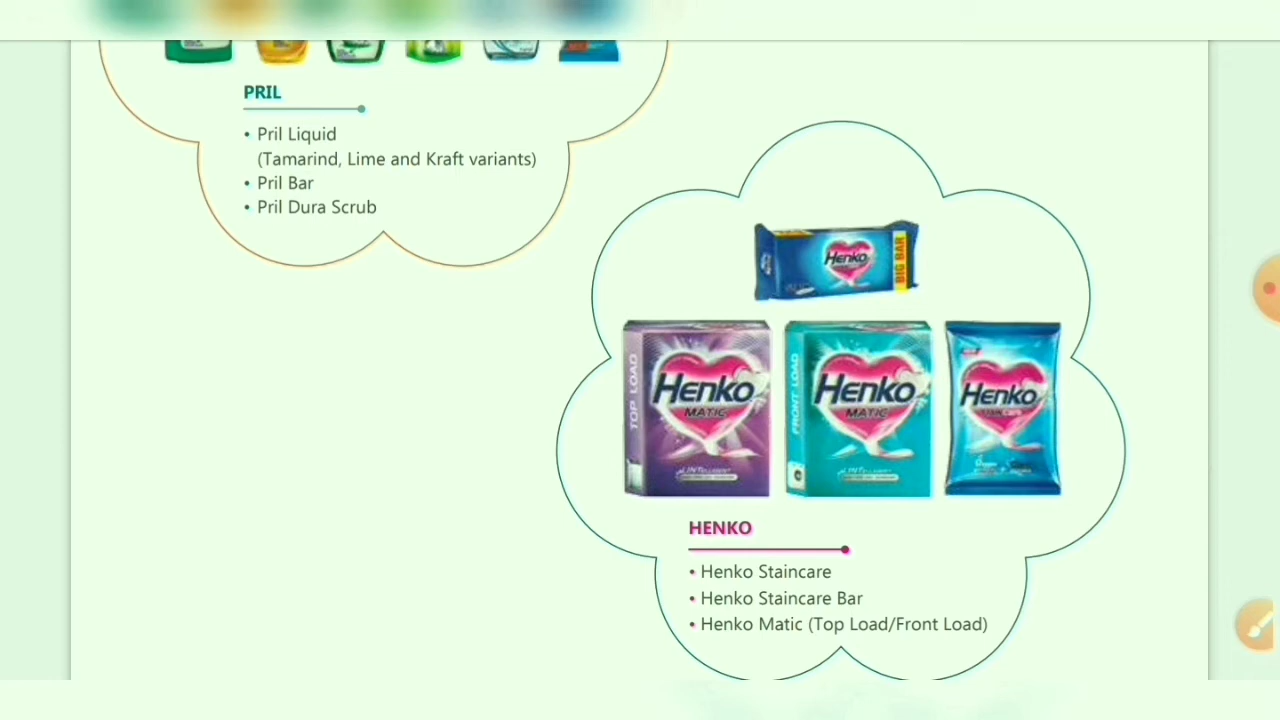 PRIL
• Pril Liquid
(Tamarind, Lime and Kraft variants)
• Pril Bar
• Pril Dura Scrub
Henko
BIG BAR
TOP LOAD
Henko
MATIC
FRONT LOAD
Henko
MATIC
Henko
HENKO
• Henko Staincare
• Henko Staincare Bar
• Henko Matic (Top Load/Front Load)